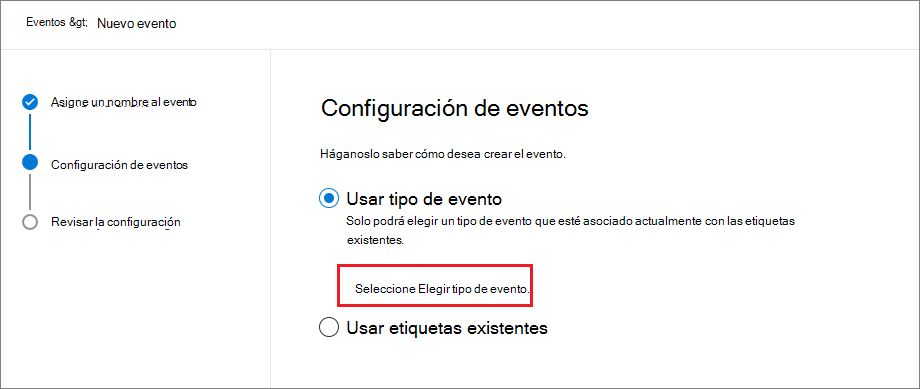 Eventos &gt; Nuevo evento
Asigne un nombre al evento
Configuración de eventos
Revisar la configuración
Configuración de eventos
Háganoslo saber cómo desea crear el evento.
Usar tipo de evento
Solo podrá elegir un tipo de evento que esté asociado actualmente con las etiquetas
existentes.
Seleccione Elegir tipo de evento.
Usar etiquetas existentes